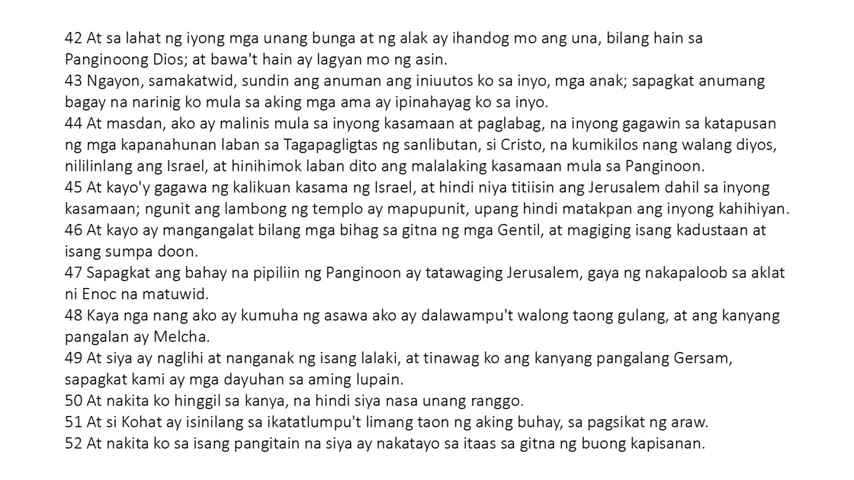 42 At sa lahat ng iyong mga unang bunga at ng alak ay ihandog mo ang una, bilang hain sa
Panginoong Dios; at bawa't hain ay lagyan mo ng asin.
43 Ngayon, samakatwid, sundin ang anuman ang iniuutos ko sa inyo, mga anak; sapagkat anumang
bagay na narinig ko mula sa aking mga ama ay ipinahayag ko sa inyo.
44 At masdan, ako ay malinis mula sa inyong kasamaan at paglabag, na inyong gagawin sa katapusan
ng mga kapanahunan laban sa Tagapagligtas ng sanlibutan, si Cristo, na kumikilos nang walang diyos,
nililinlang ang Israel, at hinihimok laban dito ang malalaking kasamaan mula sa Panginoon.
45 At kayo'y gagawa ng kalikuan kasama ng Israel, at hindi niya titiisin ang Jerusalem dahil sa inyong
kasamaan; ngunit ang lambong ng templo ay mapupunit, upang hindi matakpan ang inyong kahihiyan.
46 At kayo ay mangangalat bilang mga bihag sa gitna ng mga Gentil, at magiging isang kadustaan at
isang sumpa doon.
47 Sapagkat ang bahay na pipiliin ng Panginoon ay tatawaging Jerusalem, gaya ng nakapaloob sa aklat
ni Enoc na matuwid.
48 Kaya nga nang ako ay kumuha ng asawa ako ay dalawampu't walong taong gulang, at ang kanyang
pangalan ay Melcha.
49 At siya ay naglihi at nanganak ng isang lalaki, at tinawag ko ang kanyang pangalang Gersam,
sapagkat kami ay mga dayuhan sa aming lupain.
50 At nakita ko hinggil sa kanya, na hindi siya nasa unang ranggo.
51 At si Kohat ay isinilang sa ikatatlumpu't limang taon ng aking buhay, sa pagsikat ng araw.
52 At nakita ko sa isang pangitain na siya ay nakatayo sa itaas sa gitna ng buong kapisanan.